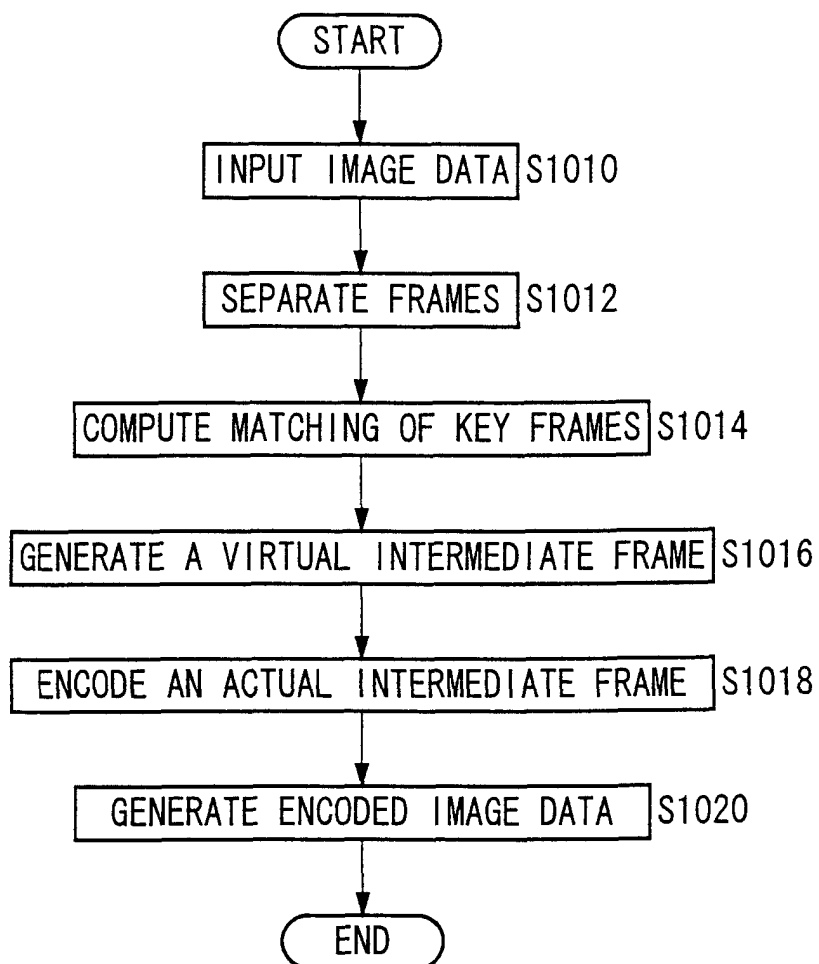 START
INPUT IMAGE DATA S1010
SEPARATE FRAMES S1012
COMPUTE MATCHING OF KEY FRAMES S1014
GENERATE A VIRTUAL INTERMEDIATE FRAME S1016
ENCODE AN ACTUAL INTERMEDIATE FRAME S1018
GENERATE ENCODED IMAGE DATA S1020
END